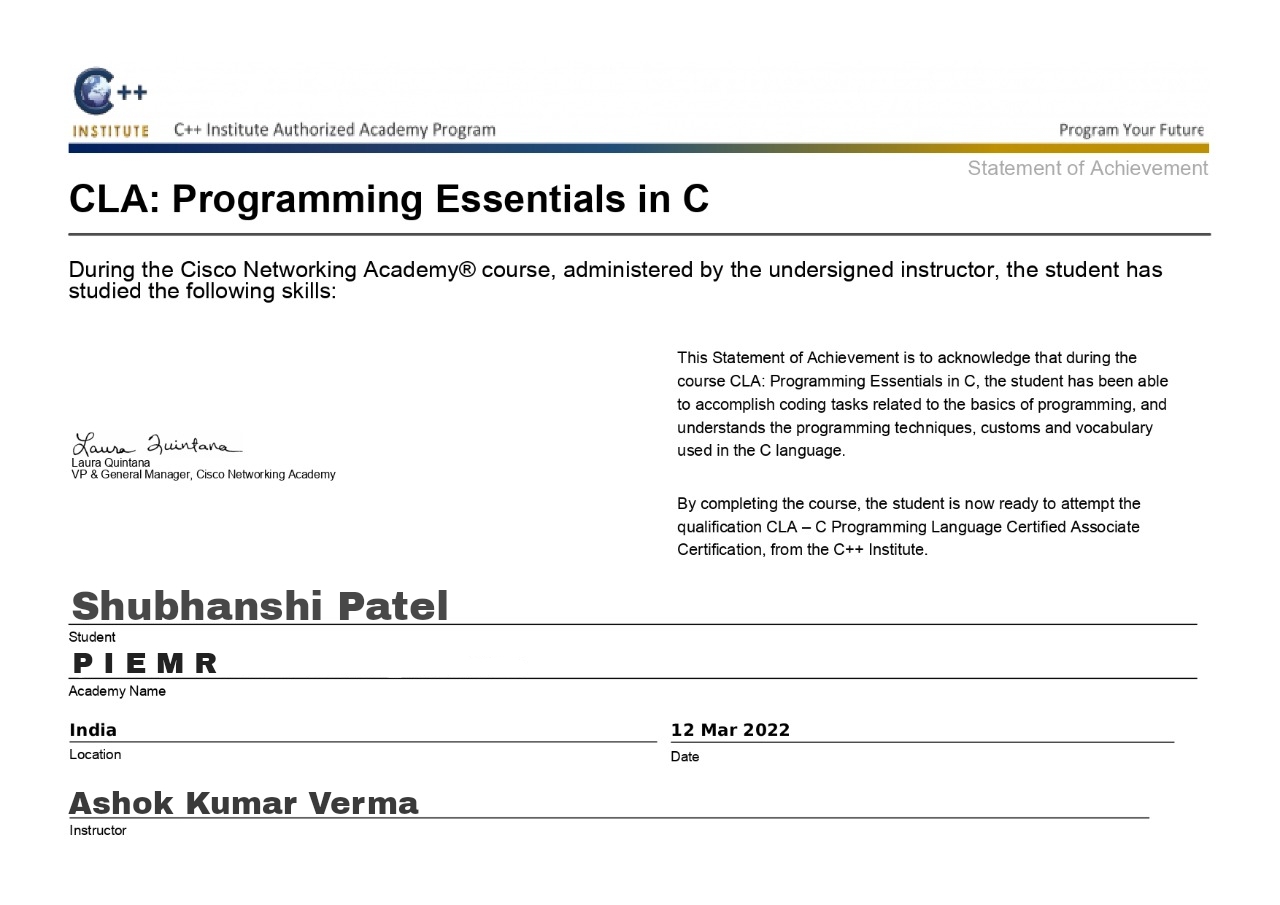 C++
INSTITUTE
C++ Institute Authorized Academy Program
Program Your Future
Statement of Achievement
CLA: Programming Essentials in C
During the Cisco Networking Academy® course, administered by the undersigned instructor, the student has
studied the following skills:
Laura Quintana
Laura Quintana
VP & General Manager, Cisco Networking Academy
This Statement of Achievement is to acknowledge that during the
course CLA: Programming Essentials in C, the student has been able
to accomplish coding tasks related to the basics of programming, and
understands the programming techniques, customs and vocabulary
used in the C language.
By completing the course, the student is now ready to attempt the
qualification CLA – C Programming Language Certified Associate
Certification, from the C++ Institute.
Shubhanshi Patel
Student
P I E M R
Academy Name
India
Location
12 Mar 2022
Date
Ashok Kumar Verma
Instructor